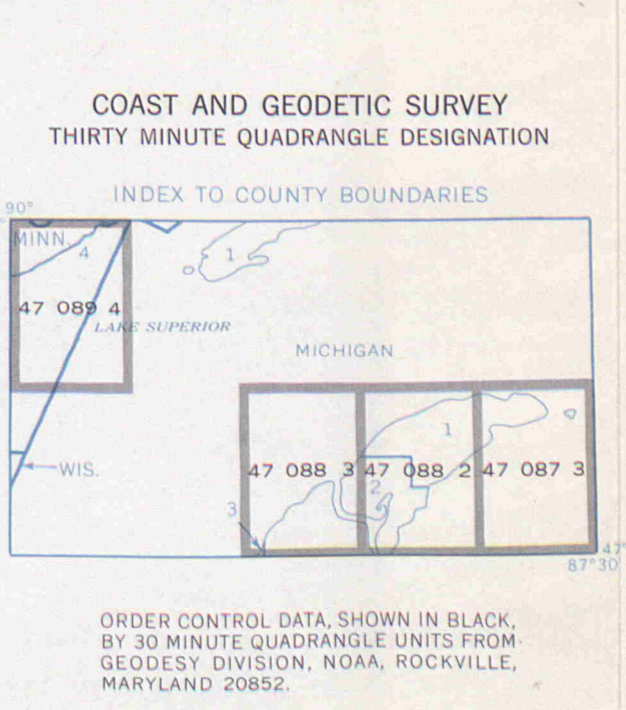 COAST AND GEODETIC SURVEY
THIRTY MINUTE QUADRANGLE DESIGNATION
INDEX TO COUNTY BOUNDARIES
90°
MINN.
4
1
47 089 4
LAKE SUPERIOR
MICHIGAN
1
WIS.
47 088 3
47 088 2
47 087 3
2
3
47°
87°30'
ORDER CONTROL DATA, SHOWN IN BLACK,
BY 30 MINUTE QUADRANGLE UNITS FROM
GEODESY DIVISION, NOAA, ROCKVILLE,
MARYLAND 20852.